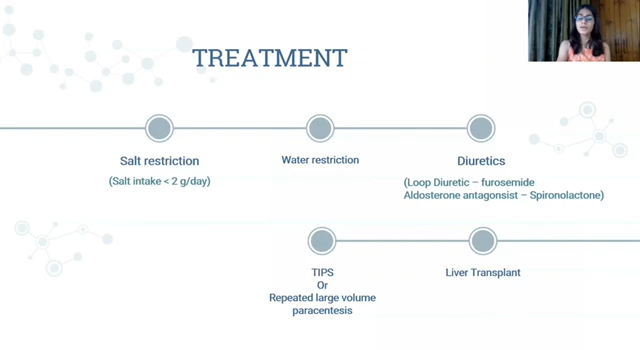 TREATMENT
Salt restriction
(Salt intake < 2 g/day)
Water restriction
Diuretics
(Loop Diuretic – furosemide
Aldosterone antagonsist – Spironolactone)
TIPS
Or
Repeated large volume
paracentesis
Liver Transplant